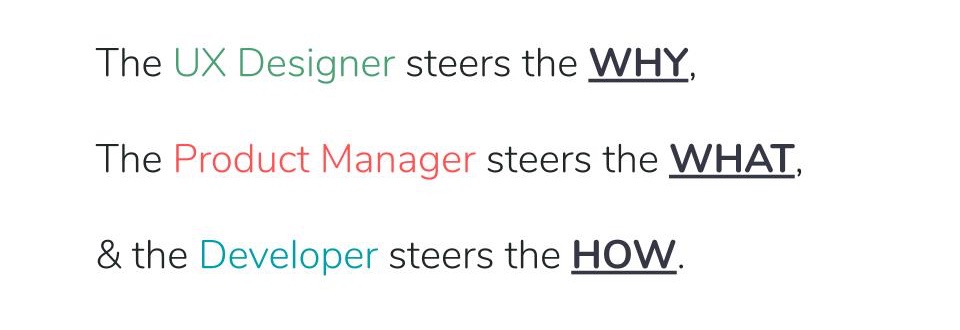 The UX Designer steers the WHY,
The Product Manager steers the WHAT,
& the Developer steers the HOW.